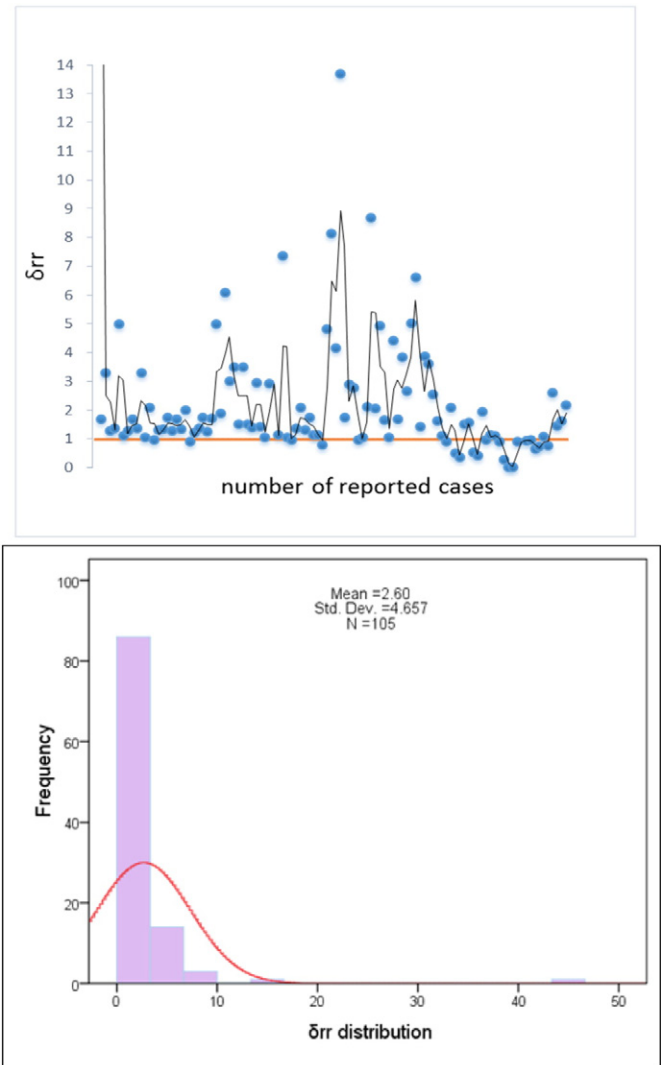 14
13
12
11
10
9
8
7
6
5
4
3
2
1
0
δrr
number of reported cases
100
80
60
40
20
0
Frequency
Mean =2.60
Std. Dev. =4.657
N =105
0 10 20 30 40 50
δrr distribution